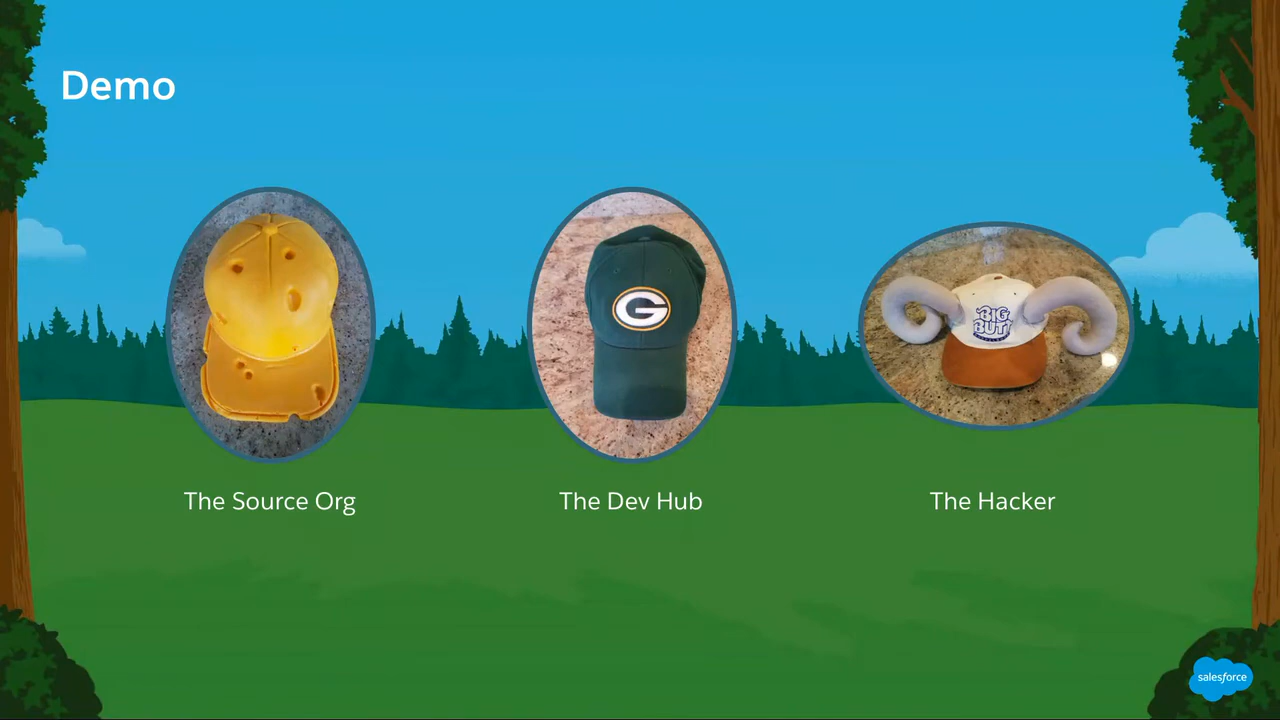 Demo
G
BIG
BUTT
The Source Org
The Dev Hub
The Hacker
salesforce